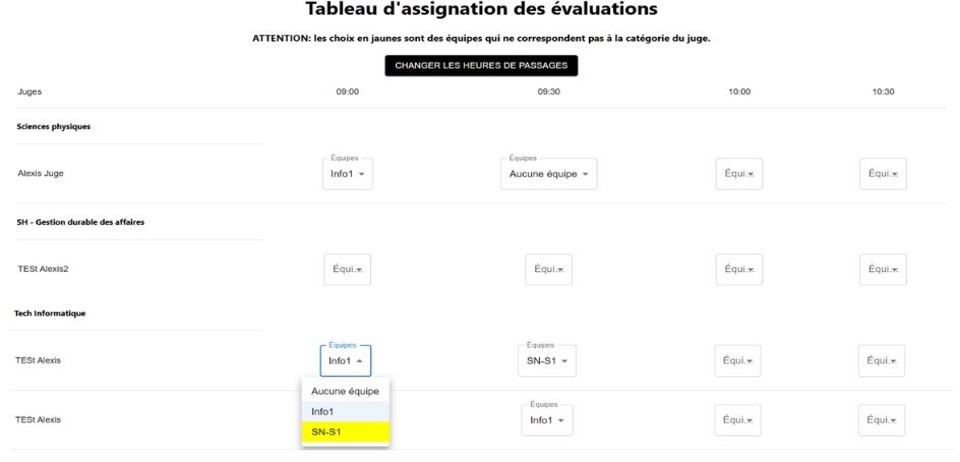 Tableau d'assignation des évaluations
ATTENTION: les choix en jaunes sont des équipes qui ne correspondent pas à la catégorie du juge.
CHANGER LES HEURES DE PASSAGES
Juges 09:00 09:30 10:00 10:30
Sciences physiques
Équipes Équipes
Alexis Juge Info1 Aucune équipe Équi... Équi...
SH - Gestion durable des affaires
TESt Alexis2 Équi... Équi... Équi... Équi...
Tech Informatique
Équipes Équipes
TESt Alexis Info1 SN-S1 Équi... Équi...
Aucune équipe
Équipes
Info1
TESt Alexis Info1 Équi... Équi...
SN-S1